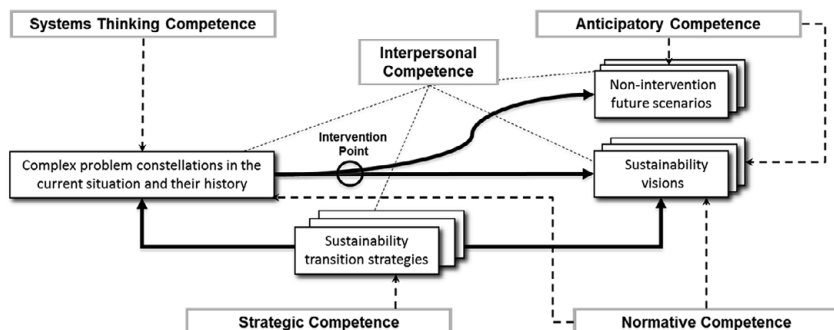 Systems Thinking Competence
Anticipatory Competence
Interpersonal
Competence
Non-intervention
future scenarios
Intervention
Point
Complex problem constellations in the
current situation and their history
Sustainability
visions
Sustainability
transition strategies
Strategic Competence
Normative Competence